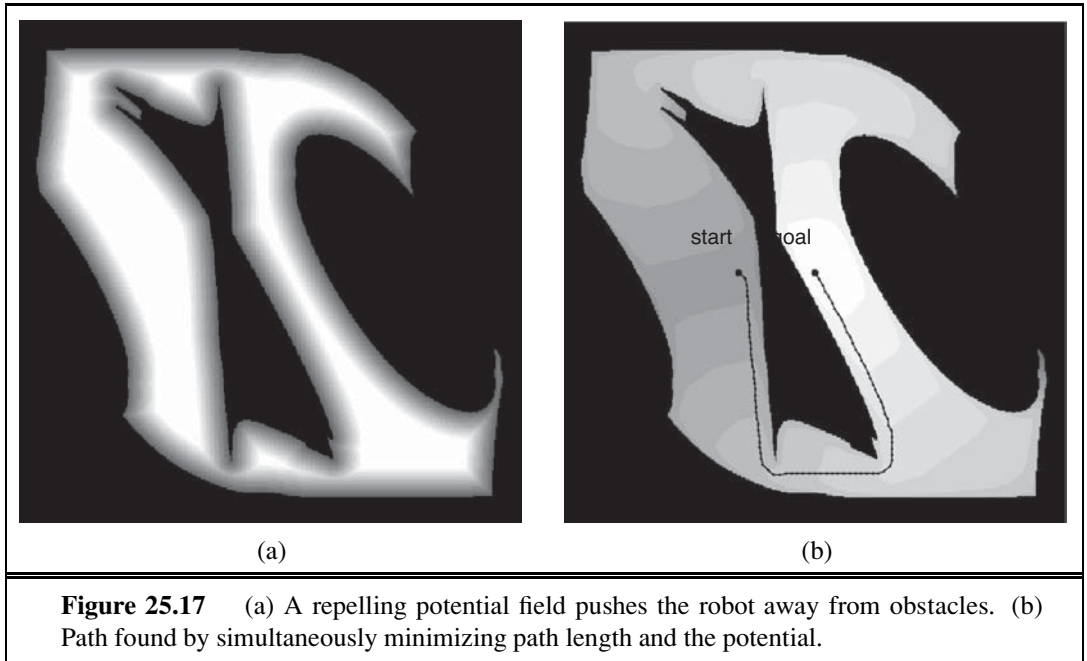 start goal
(a) (b)
Figure 25.17 (a) A repelling potential field pushes the robot away from obstacles. (b)
Path found by simultaneously minimizing path length and the potential.